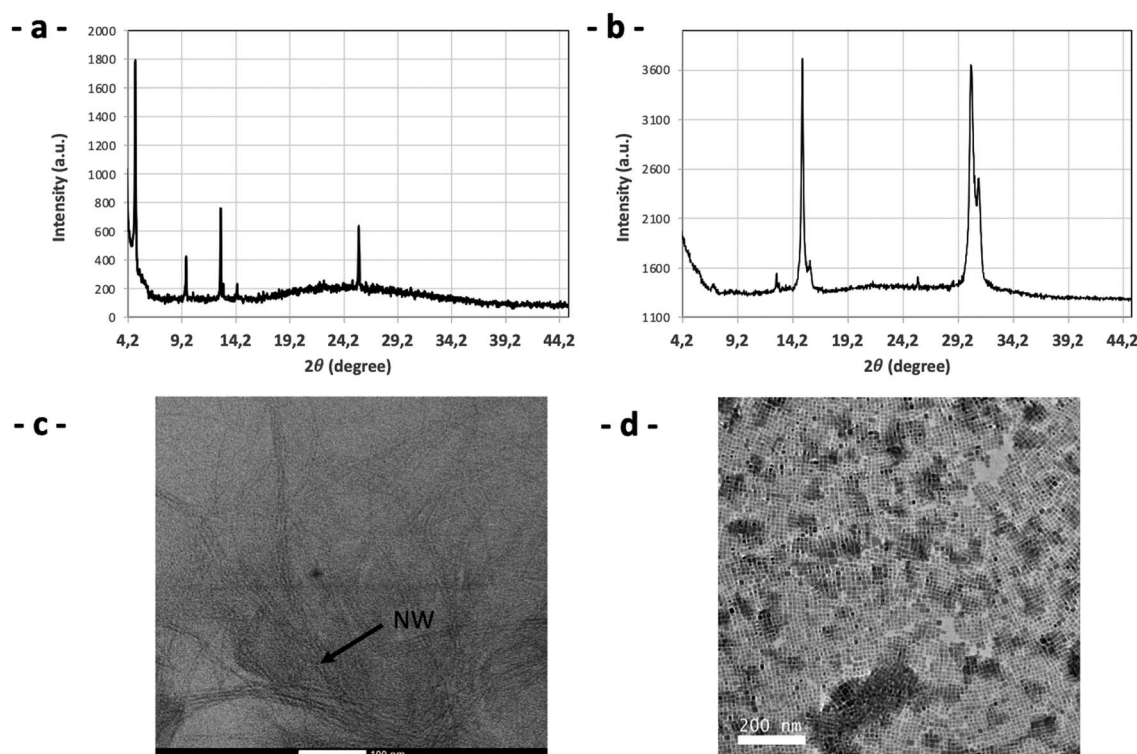 - a -
2000
1800
1600
1400
1200
1000
800
600
400
200
0
Intensity (a.u.)
4,2 9,2 14,2 19,2 24,2 29,2 34,2 39,2 44,2
2θ (degree)
- b -
3600
3100
2600
2100
1600
1100
Intensity (a.u.)
4,2 9,2 14,2 19,2 24,2 29,2 34,2 39,2 44,2
2θ (degree)
- c -
NW
- d -
200 nm